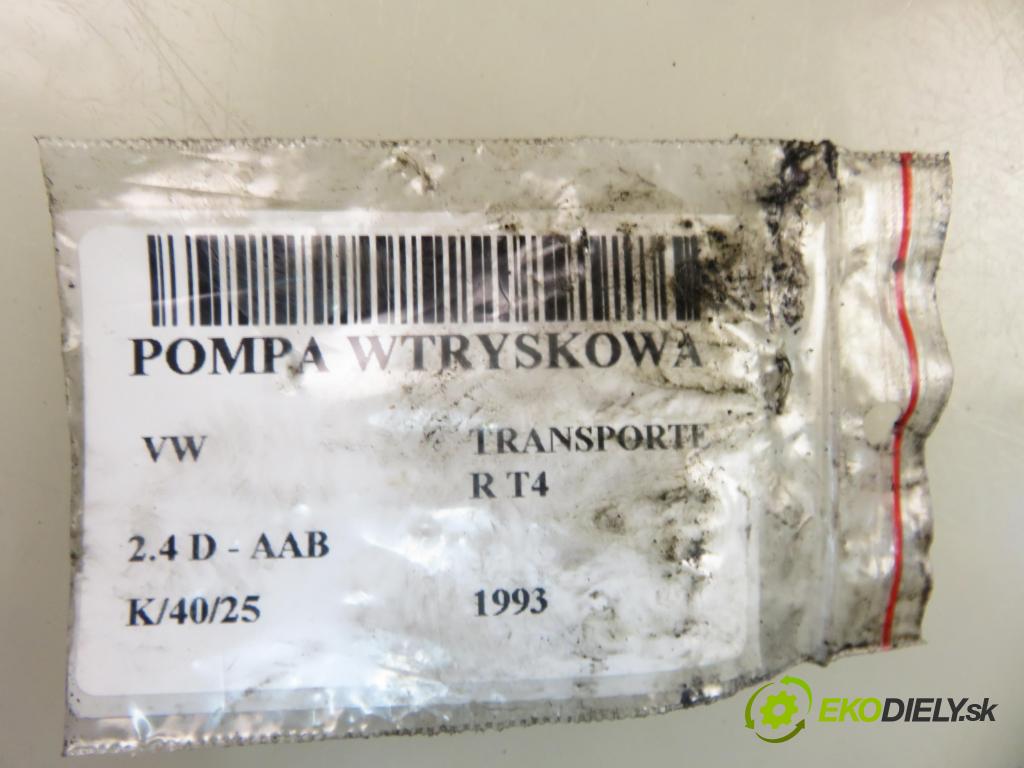 POMPA WTRYSKOWA
VW TRANSPORTE
R T4
2.4 D - AAB
K/40/25 1993
EKODIELY.sk